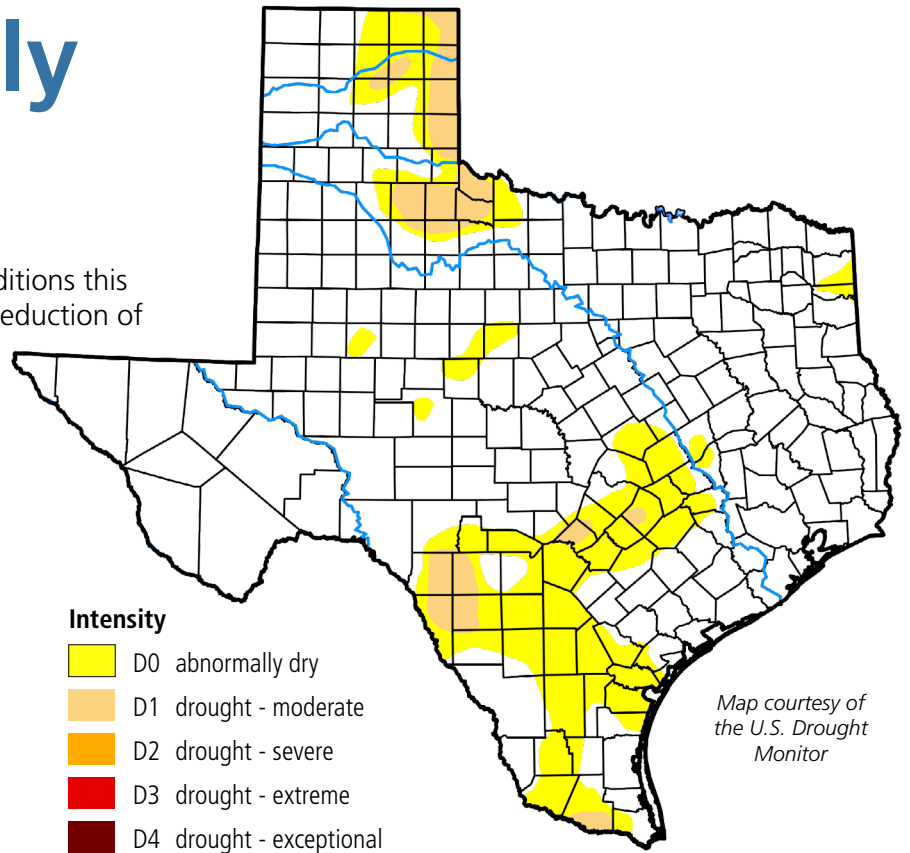 ly
ditions this
eduction of
Intensity
D0 abnormally dry
D1 drought - moderate
D2 drought - severe
D3 drought - extreme
D4 drought - exceptional
Map courtesy of
the U.S. Drought
Monitor